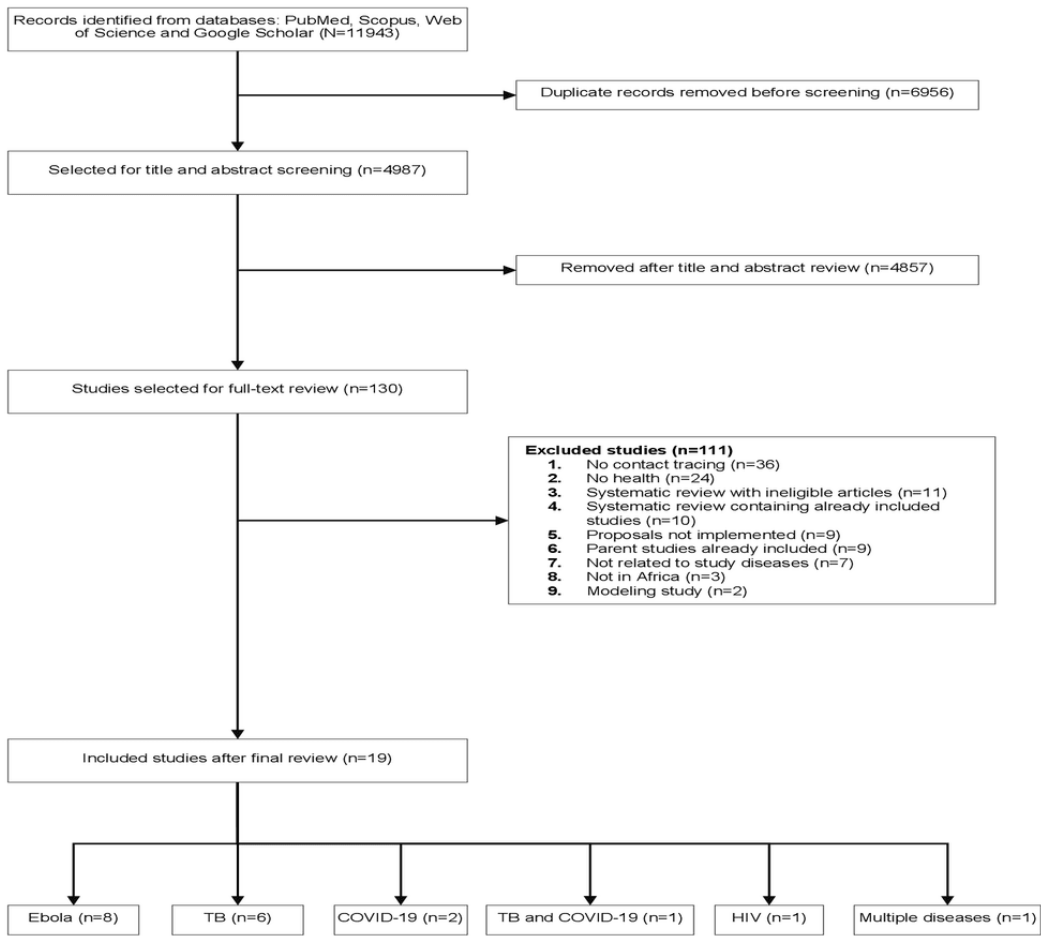 Records identified from databases: PubMed, Scopus, Web
of Science and Google Scholar (N=11943)
Duplicate records removed before screening (n=6956)
Selected for title and abstract screening (n=4987)
Removed after title and abstract review (n=4857)
Studies selected for full-text review (n=130)
Excluded studies (n=111)
1. No contact tracing (n=36)
2. No health (n=24)
3. Systematic review with ineligible articles (n=11)
4. Systematic review containing already included
studies (n=10)
5. Proposals not implemented (n=9)
6. Parent studies already included (n=9)
7. Not related to study diseases (n=7)
8. Not in Africa (n=3)
9. Modeling study (n=2)
Included studies after final review (n=19)
Ebola (n=8)
TB (n=6)
COVID-19 (n=2)
TB and COVID-19 (n=1)
HIV (n=1)
Multiple diseases (n=1)